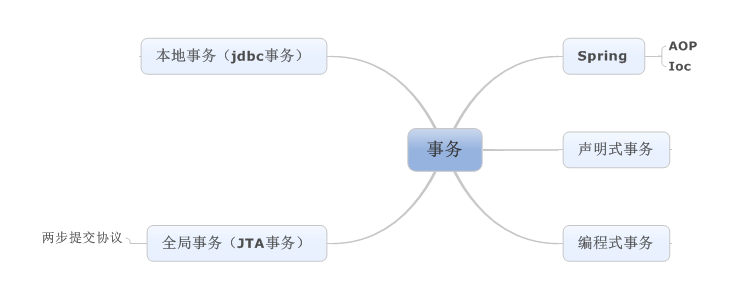 本地事务（jdbc事务）
Spring
AOP
Ioc
事务
声明式事务
两步提交协议
全局事务（JTA事务）
编程式事务